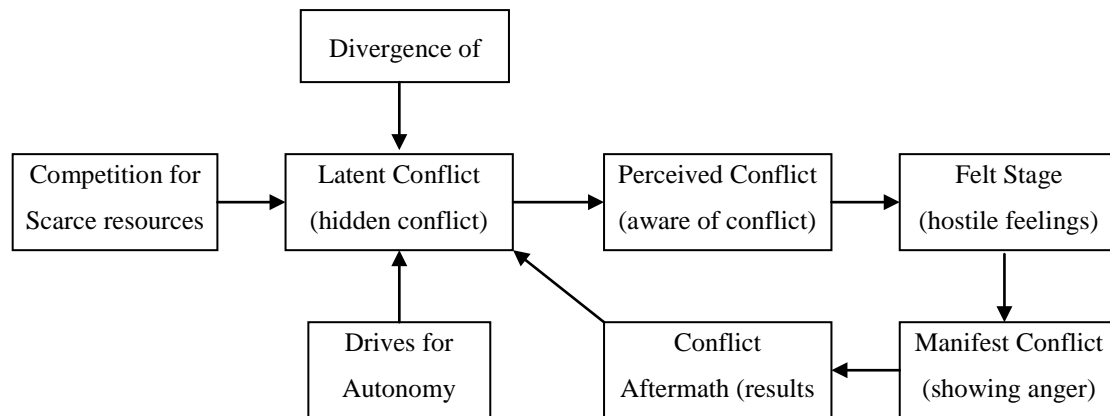 Divergence of
Competition for
Scarce resources
Latent Conflict
(hidden conflict)
Perceived Conflict
(aware of conflict)
Felt Stage
(hostile feelings)
Drives for
Autonomy
Conflict
Aftermath (results
Manifest Conflict
(showing anger)